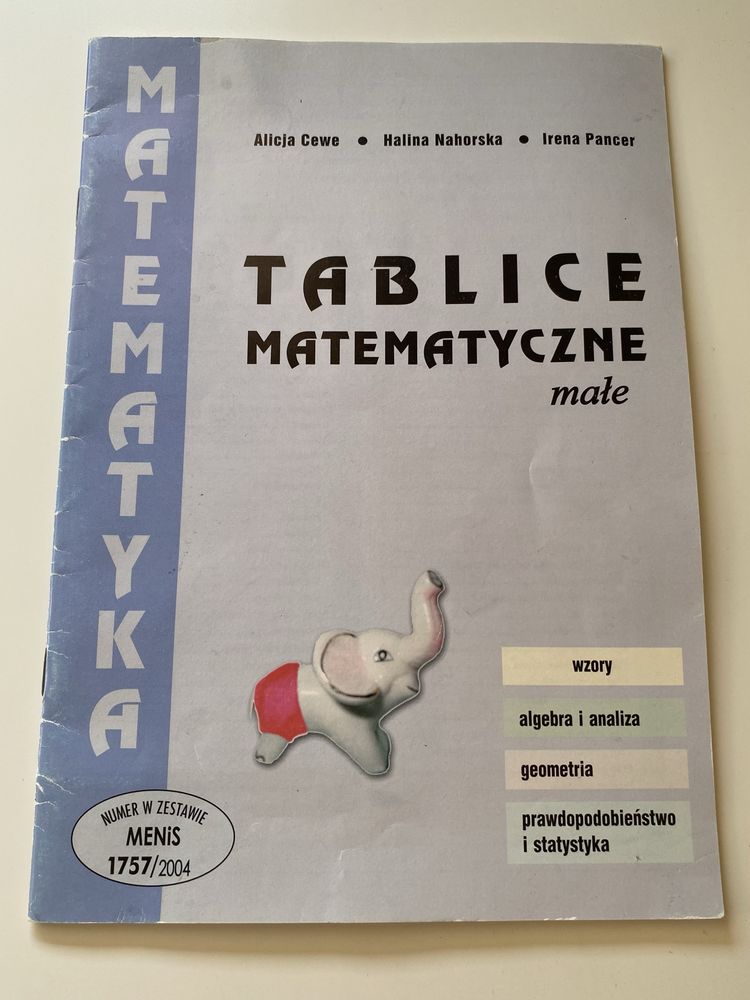 MATEMATYKA
Alicja Cewe ● Halina Nahorska ● Irena Pancer
TABLICE
MATEMATYCZNE
małe
wzory
algebra i analiza
geometria
prawdopodobieństwo
i statystyka
NUMER W ZESTAWIE
MENiS
1757/2004